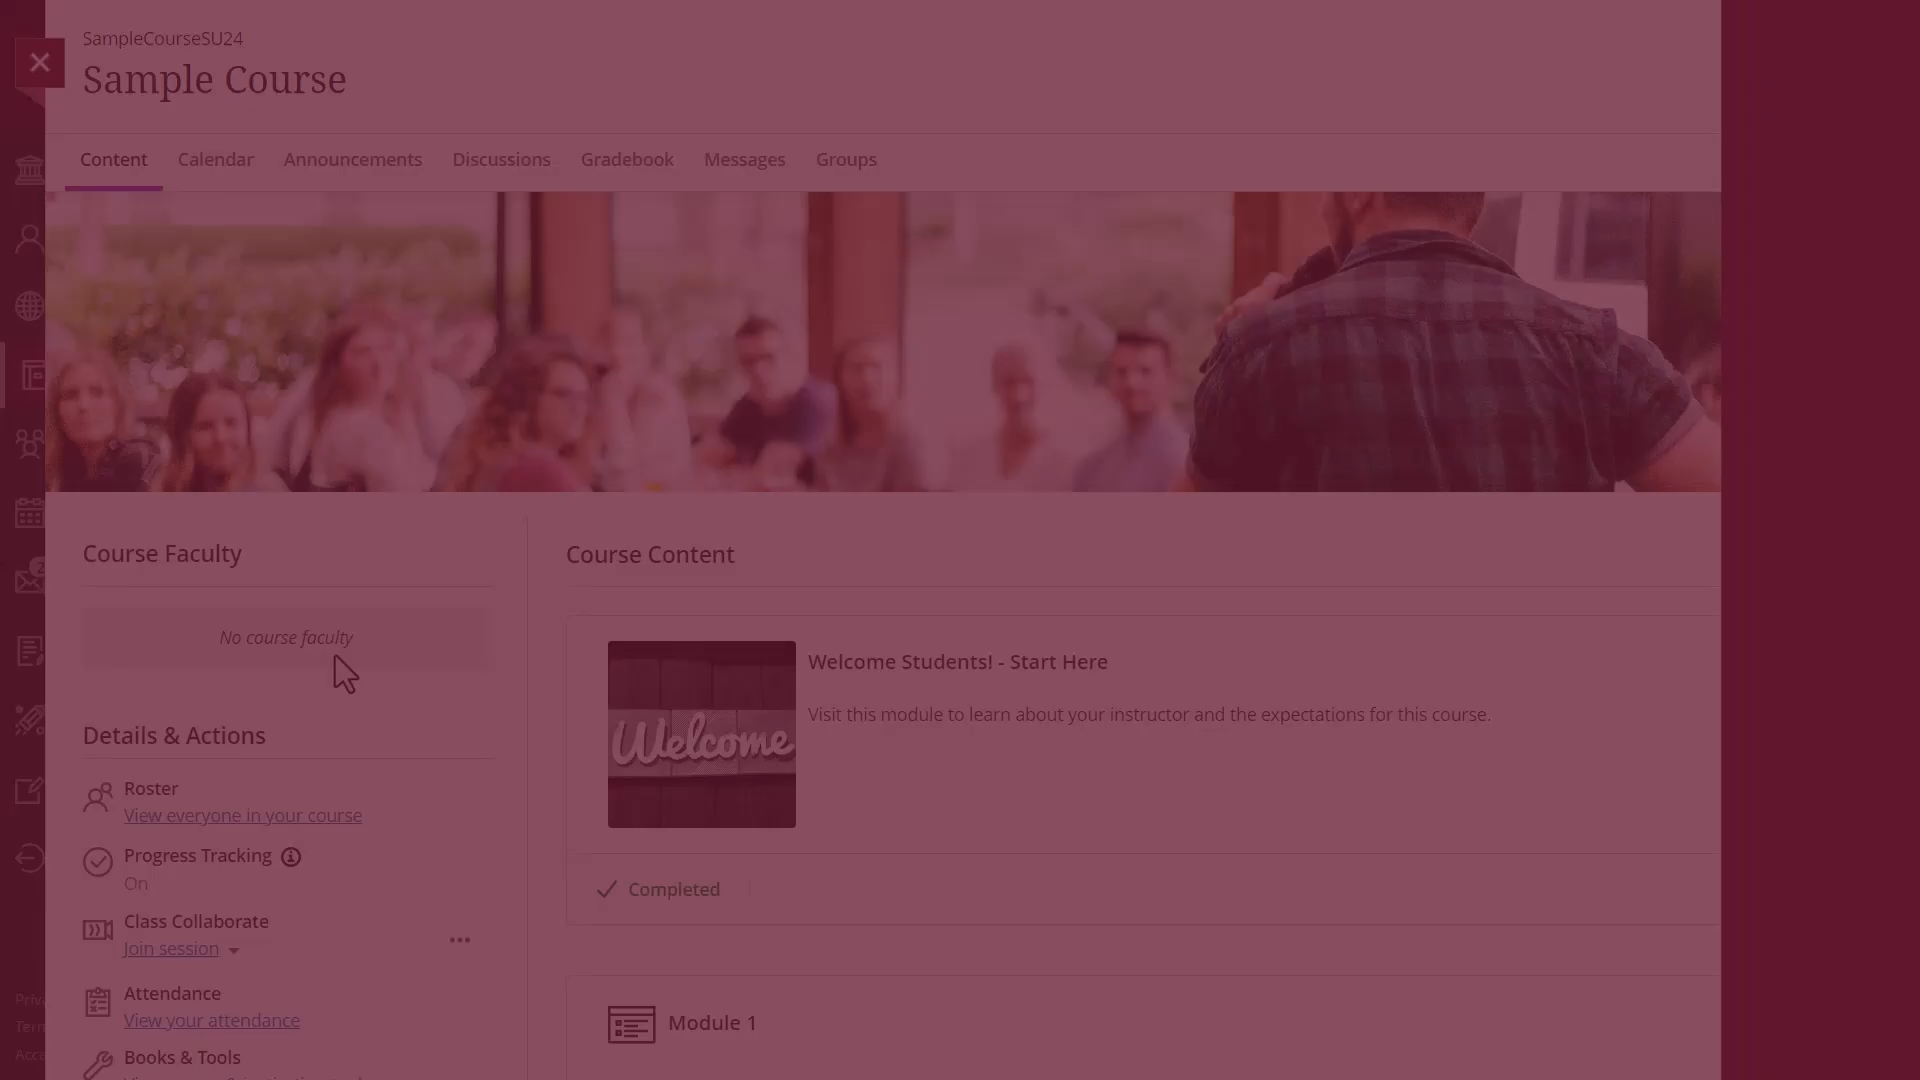 SampleCourseSU24
Sample Course
Content Calendar Announcements Discussions Gradebook Messages Groups
Course Faculty
No course faculty
Details & Actions
Roster
View everyone in your course
Progress Tracking
On
Class Collaborate
Join session
Attendance
View your attendance
Books & Tools
Course Content
Welcome
Welcome Students! - Start Here
Visit this module to learn about your instructor and the expectations for this course.
Completed
Module 1